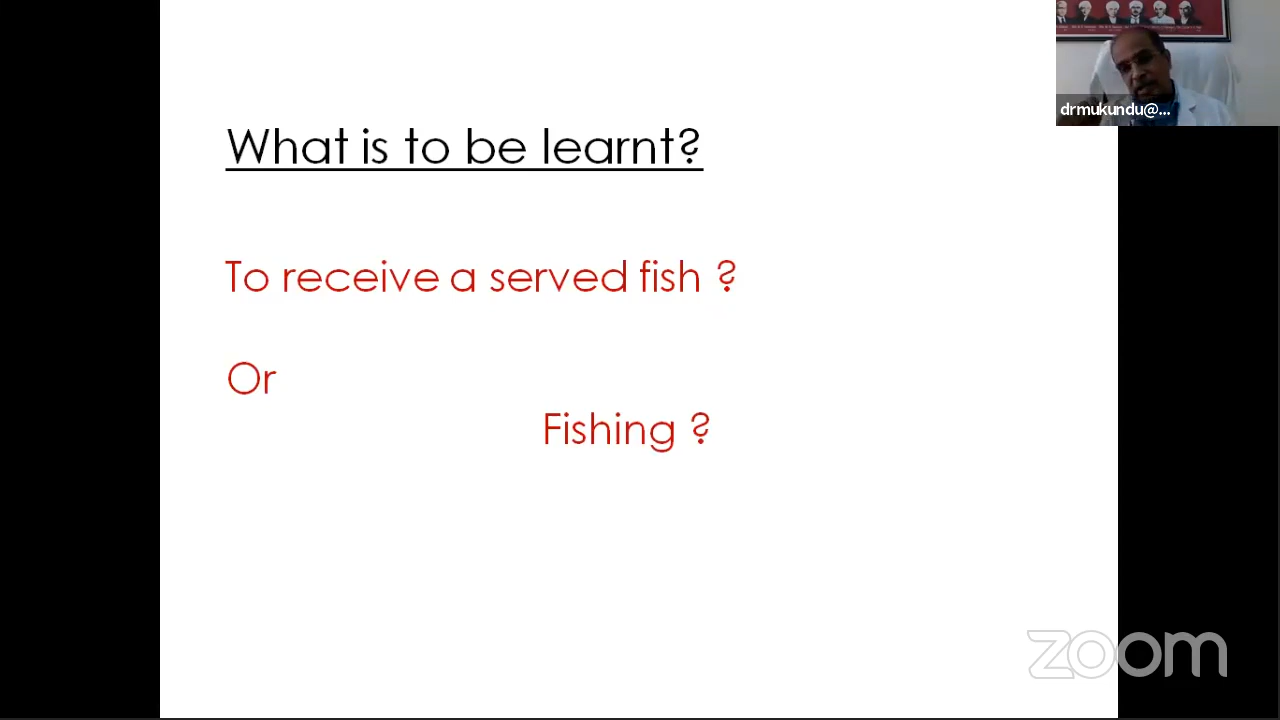 What is to be learnt?
To receive a served fish ?
Or
Fishing ?
drmukundu@...
zoom